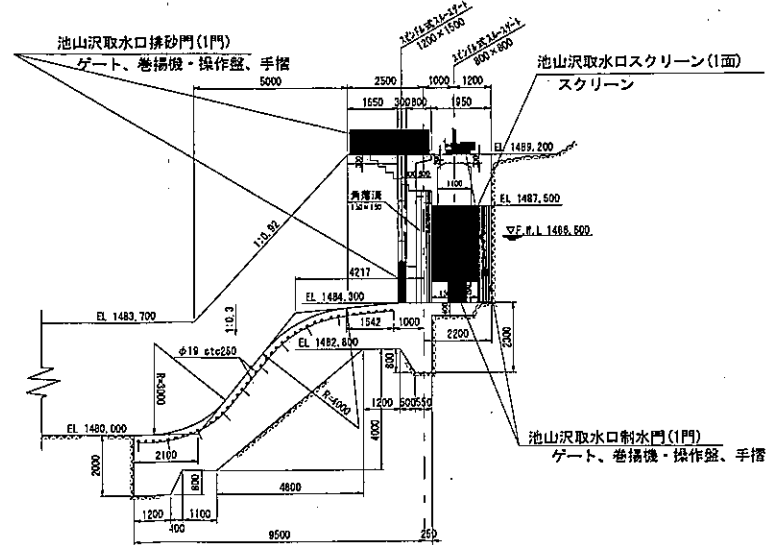 スピンドル式スルースゲート
1200×1500
スピンドル式スルースゲート
800×800
池山沢取水口排砂門(1門)
ゲート、巻揚機・操作盤、手摺
池山沢取水口スクリーン(1面)
スクリーン
5000
2500
1000
1200
1650
300
800
1950
EL 1489.200
1100
EL 1487.500
角落溝
150×150
1:0.92
4217
EL 1484.300
EL 1483.700
1:0.3
1542
1000
EL 1482.800
2200
2300
φ19 ctc250
800
R=3000
R=4000
1200
500
550
EL 1480.000
4000
池山沢取水口制水門(1門)
ゲート、巻揚機・操作盤、手摺
2100
2000
800
4800
1200
400
1100
9500
250